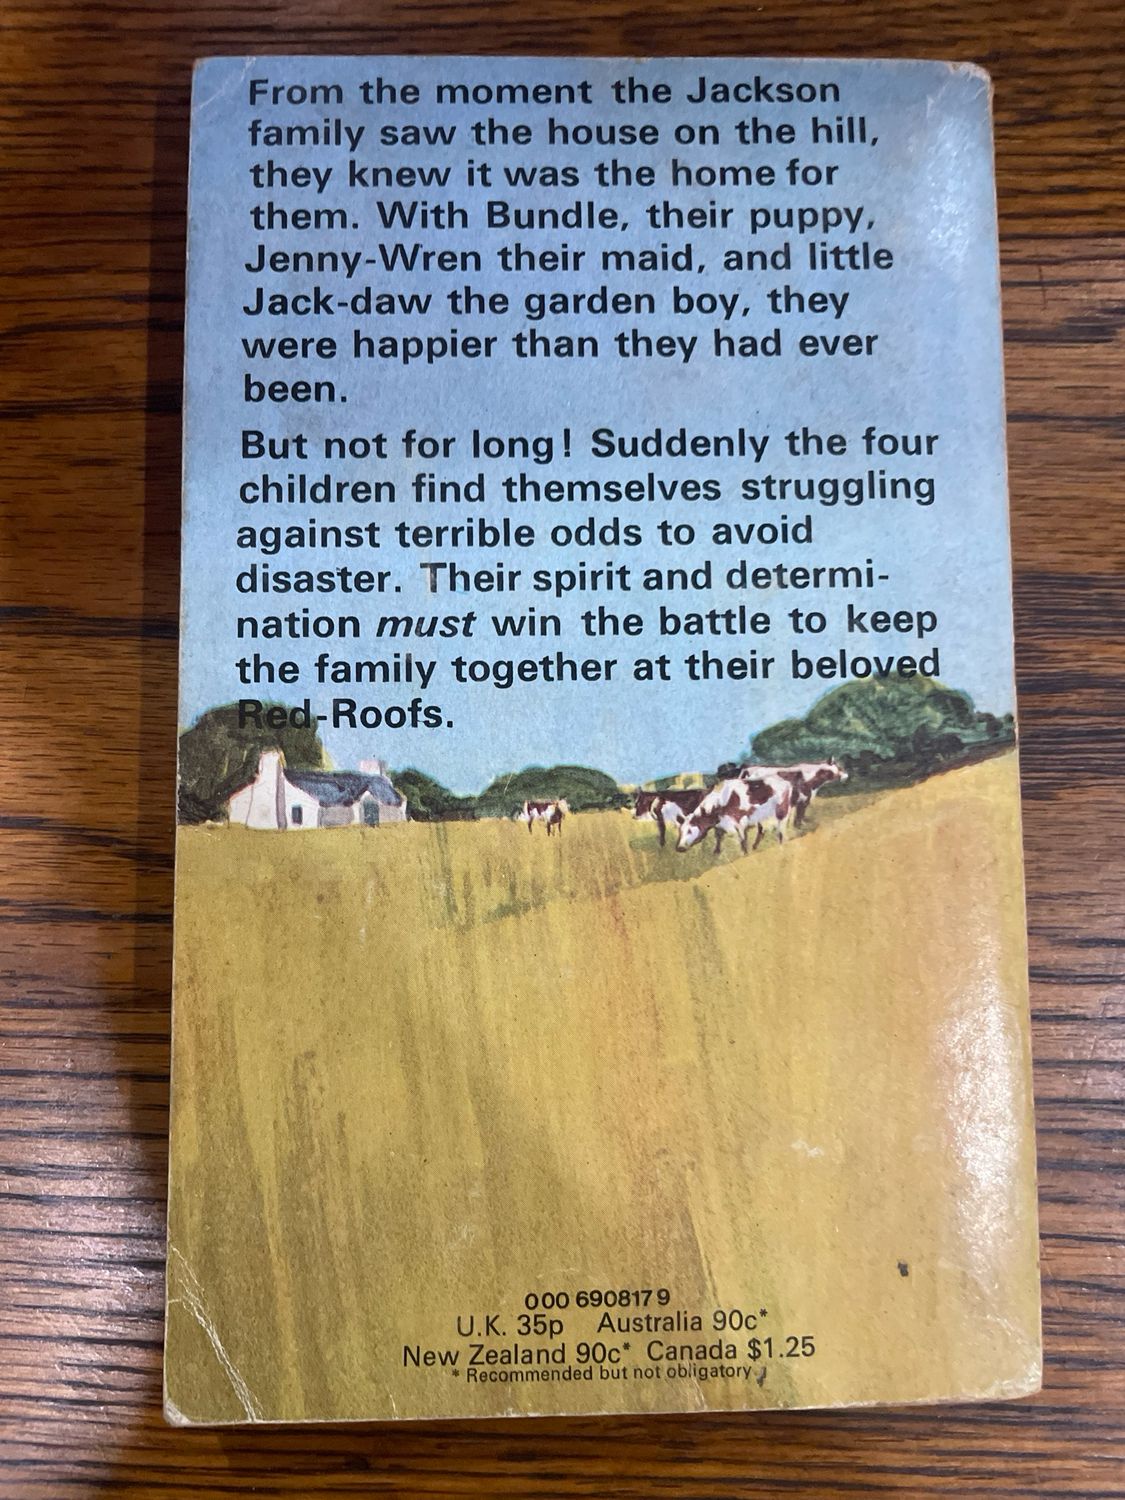 From the moment the Jackson
family saw the house on the hill,
they knew it was the home for
them. With Bundle, their puppy,
Jenny-Wren their maid, and little
Jack-daw the garden boy, they
were happier than they had ever
been.
But not for long! Suddenly the four
children find themselves struggling
against terrible odds to avoid
disaster. Their spirit and determi-
nation must win the battle to keep
the family together at their beloved
Red-Roofs.
000 6908179
U.K. 35p Australia 90c*
New Zealand 90c* Canada $1.25
* Recommended but not obligatory